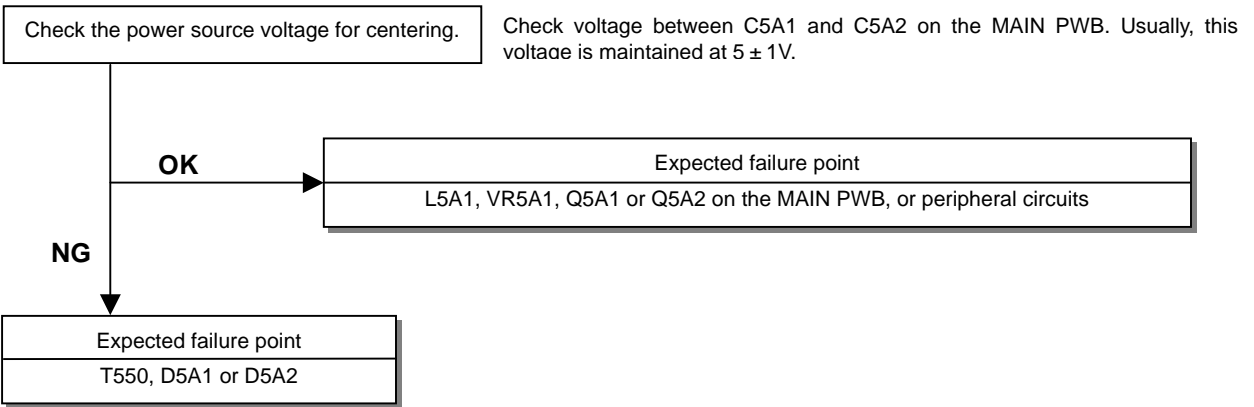 Check the power source voltage for centering.
Check voltage between C5A1 and C5A2 on the MAIN PWB. Usually, this
voltage is maintained at 5 ± 1V.
OK
Expected failure point
L5A1, VR5A1, Q5A1 or Q5A2 on the MAIN PWB, or peripheral circuits
NG
Expected failure point
T550, D5A1 or D5A2